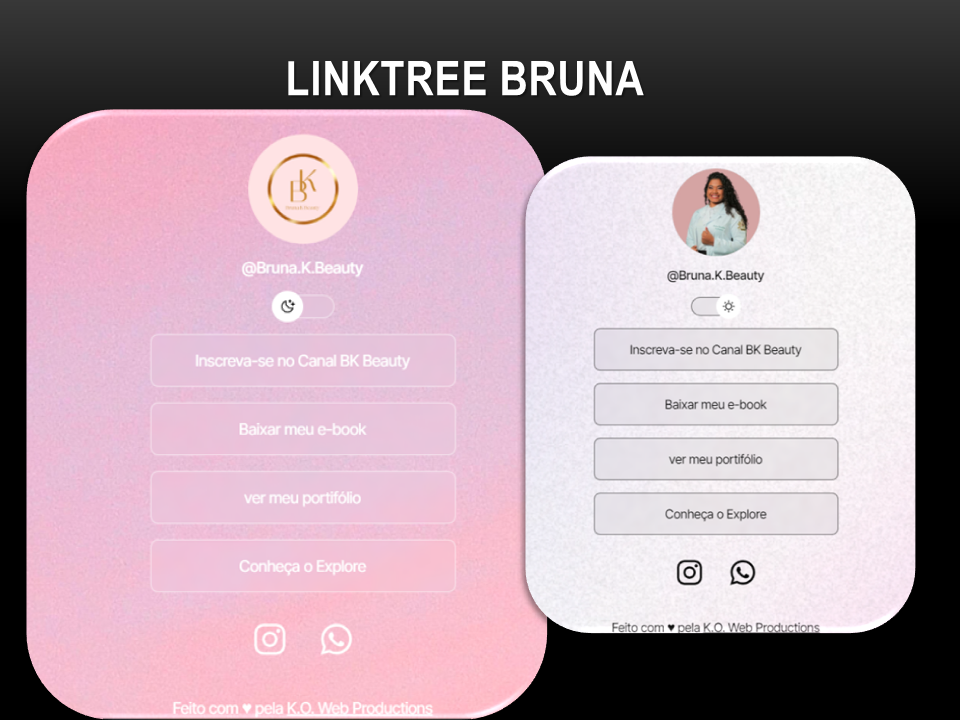 LINKTREE BRUNA
BK
@Bruna.K.Beauty
Inscreva-se no Canal BK Beauty
Baixar meu e-book
ver meu portifólio
Conheça o Explore
Feito com ♥ pela K.O. Web Productions
@Bruna.K.Beauty
Inscreva-se no Canal BK Beauty
Baixar meu e-book
ver meu portifólio
Conheça o Explore
Feito com ♥ pela K.O. Web Productions